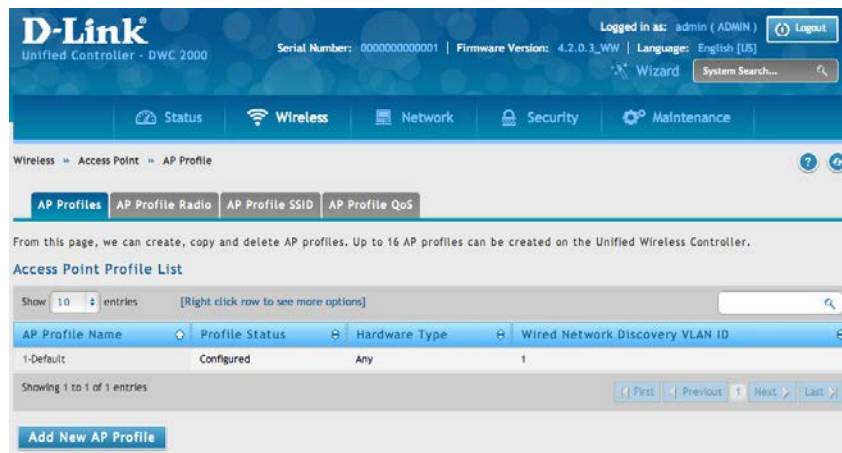 D-Link®
Unified Controller - DWC 2000
Serial Number: 0000000000001 | Firmware Version: 4.2.0.3_WW | Language: English [US]
Logged in as: admin ( ADMIN )
Logout
Wizard
System Search...
Status
Wireless
Network
Security
Maintenance
Wireless » Access Point » AP Profile
AP Profiles
AP Profile Radio
AP Profile SSID
AP Profile QoS
From this page, we can create, copy and delete AP profiles. Up to 16 AP profiles can be created on the Unified Wireless Controller.
Access Point Profile List
Show 10 entries
[Right click row to see more options]
AP Profile Name
Profile Status
Hardware Type
Wired Network Discovery VLAN ID
1-Default
Configured
Any
1
Showing 1 to 1 of 1 entries
First
Previous
1
Next
Last
Add New AP Profile